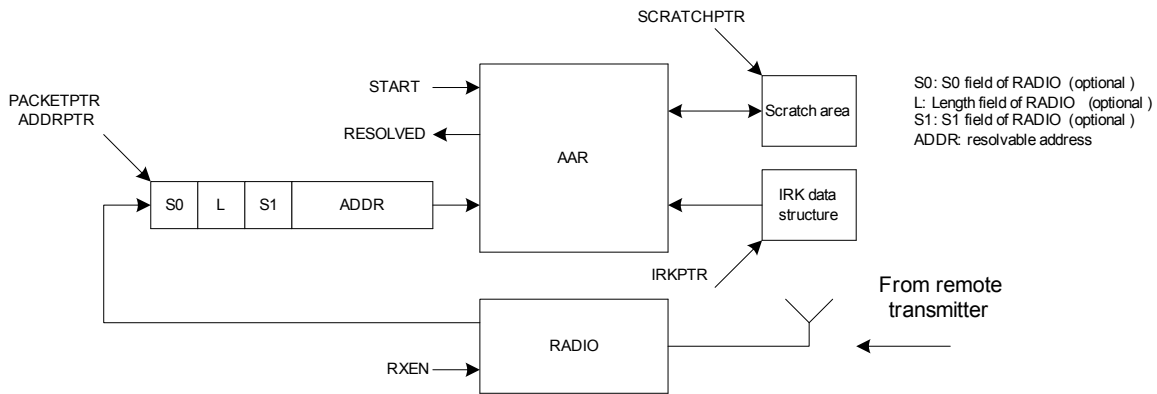 SCRATCHPTR
START
PACKETPTR
ADDRPTR
RESOLVED
AAR
Scratch area
S0: S0 field of RADIO (optional )
L: Length field of RADIO (optional )
S1: S1 field of RADIO (optional )
ADDR: resolvable address
S0 L S1 ADDR
IRK data
structure
IRKPTR
From remote
transmitter
RADIO
RXEN